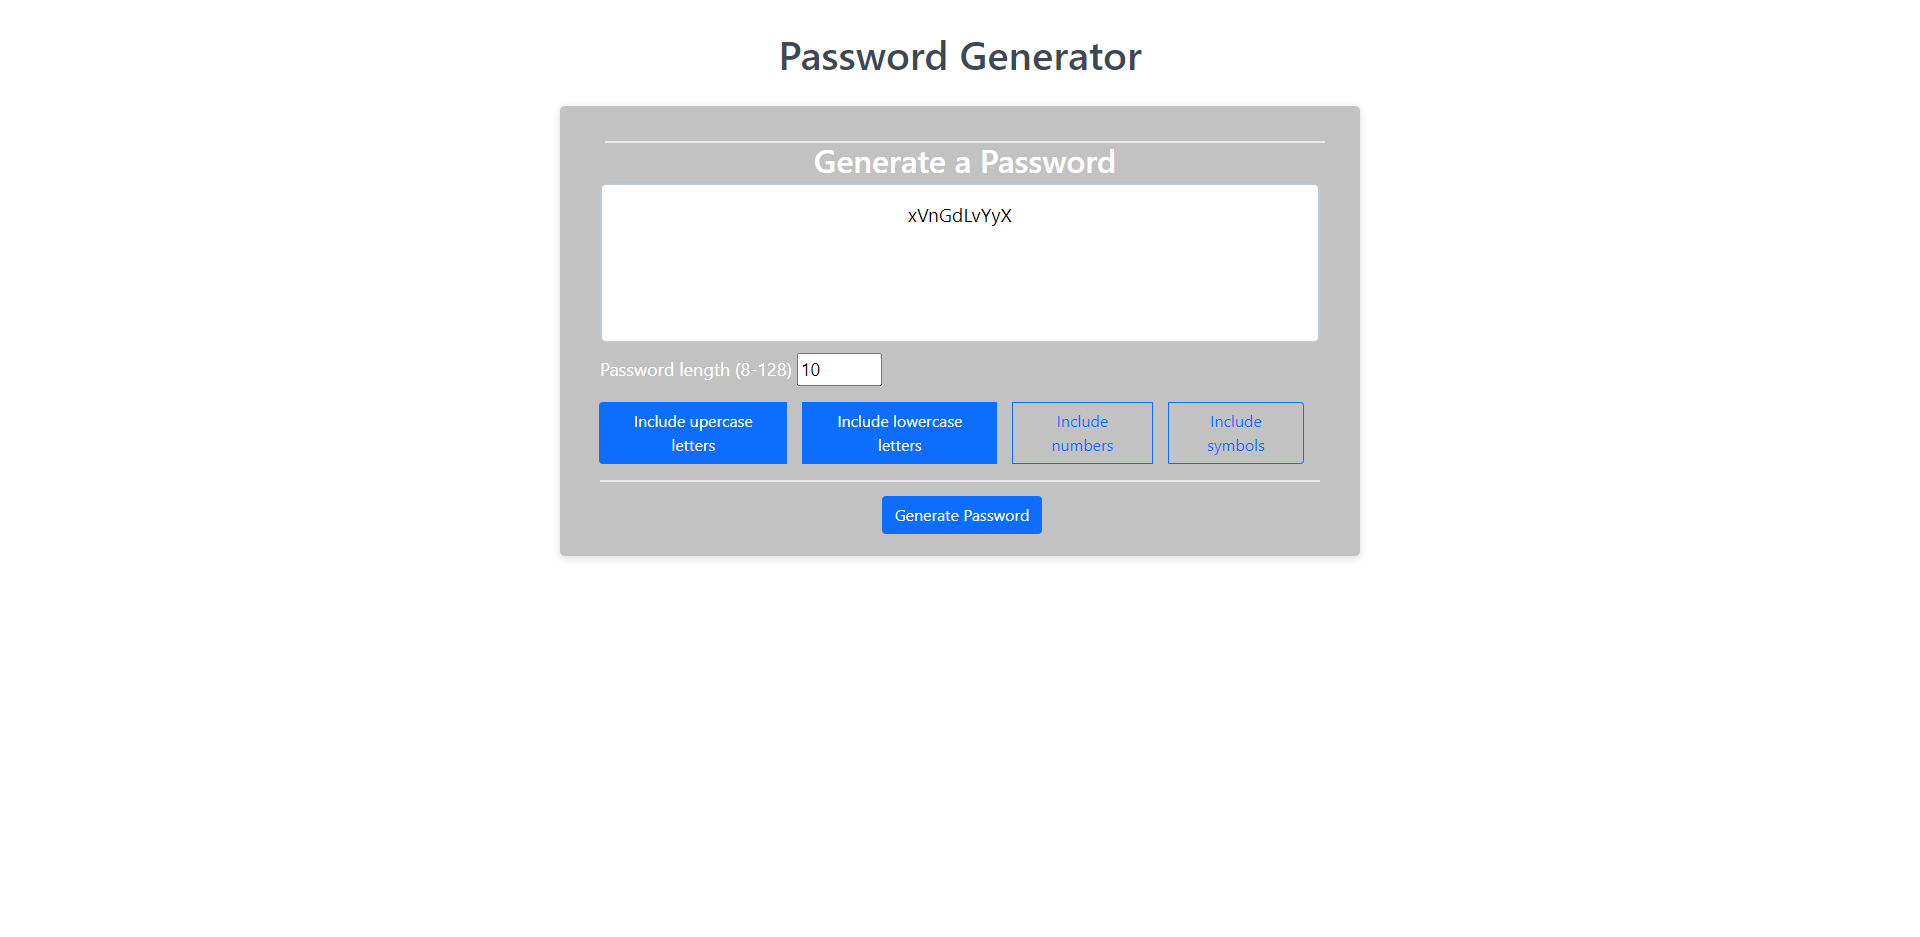 Password Generator
Generate a Password
xVnGdLvYyX
Password length (8-128) 10
Include upercase
letters
Include lowercase
letters
Include
numbers
Include
symbols
Generate Password